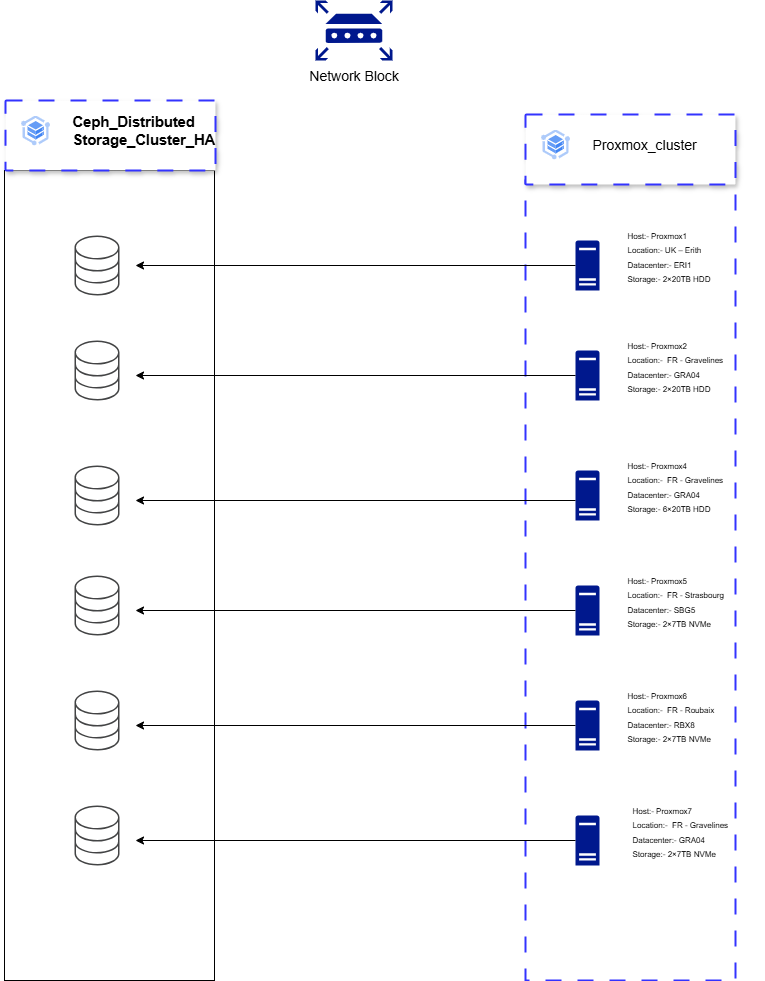 Network Block
Ceph_Distributed
Storage_Cluster_HA
Proxmox_cluster
Host:- Proxmox1
Location:- UK – Erith
Datacenter:- ERI1
Storage:- 2×20TB HDD
Host:- Proxmox2
Location:-  FR - Gravelines
Datacenter:- GRA04
Storage:- 2×20TB HDD
Host:- Proxmox4
Location:-  FR - Gravelines
Datacenter:- GRA04
Storage:- 6×20TB HDD
Host:- Proxmox5
Location:-  FR - Strasbourg
Datacenter:- SBG5
Storage:- 2×7TB NVMe
Host:- Proxmox6
Location:-  FR - Roubaix
Datacenter:- RBX8
Storage:- 2×7TB NVMe
Host:- Proxmox7
Location:-  FR - Gravelines
Datacenter:- GRA04
Storage:- 2×7TB NVMe